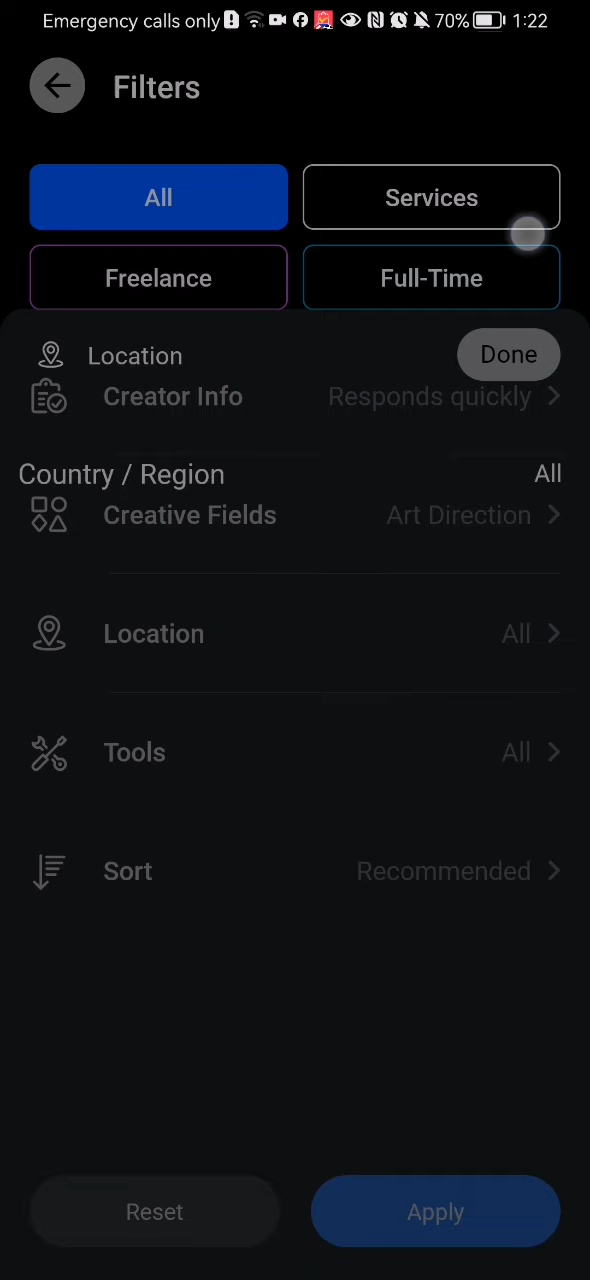 Emergency calls only 70% 1:22
Filters
All Services
Freelance Full-Time
Location Done
Creator Info Responds quickly
Country / Region All
Creative Fields Art Direction
Location All
Tools All
Sort Recommended
Reset Apply